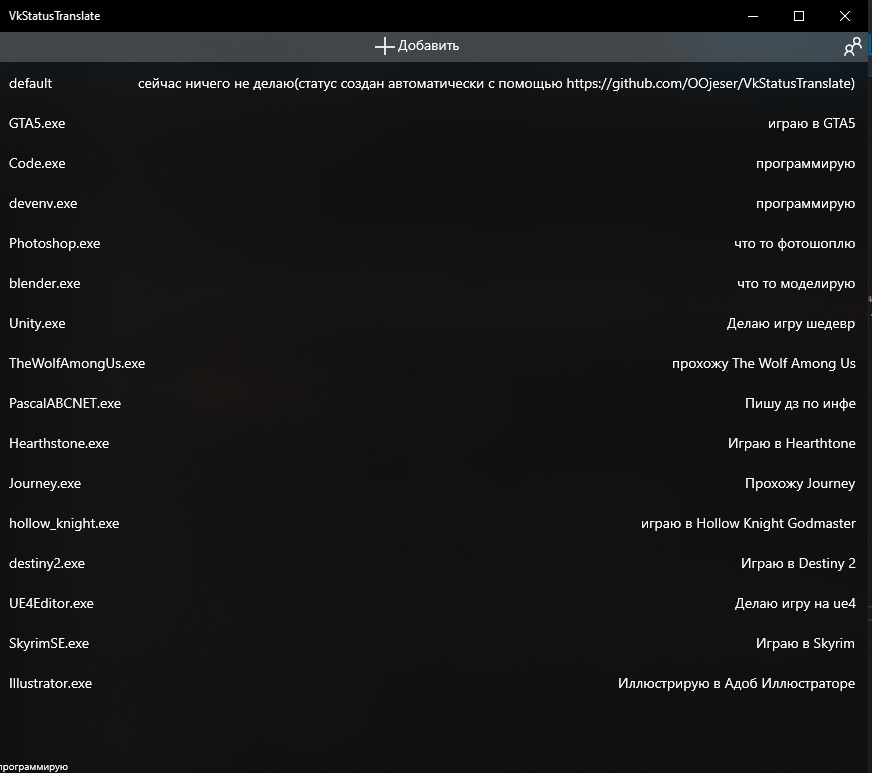 VkStatusTranslate
Добавить
default сейчас ничего не делаю(статус создан автоматически с помощью https://github.com/OOjeser/VkStatusTranslate)
GTA5.exe играю в GTA5
Code.exe программирую
devenv.exe программирую
Photoshop.exe что то фотошоплю
blender.exe что то моделирую
Unity.exe Делаю игру шедевр
TheWolfAmongUs.exe прохожу The Wolf Among Us
PascalABCNET.exe Пишу дз по инфе
Hearthstone.exe Играю в Hearthtone
Journey.exe Прохожу Journey
hollow_knight.exe играю в Hollow Knight Godmaster
destiny2.exe Играю в Destiny 2
UE4Editor.exe Делаю игру на ue4
SkyrimSE.exe Играю в Skyrim
Illustrator.exe Иллюстрирую в Адоб Иллюстраторе
программирую